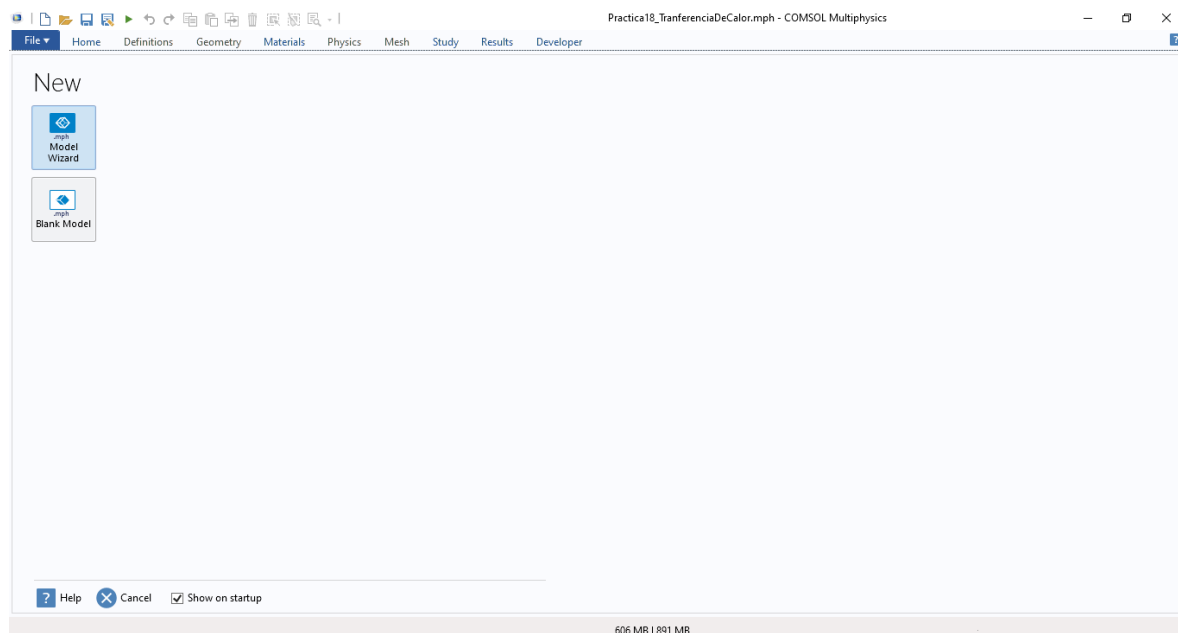 Practica18_TranferenciaDeCalor.mph - COMSOL Multiphysics
File Home Definitions Geometry Materials Physics Mesh Study Results Developer
?
New
.mph
Model
Wizard
.mph
Blank Model
? Help Cancel Show on startup
606 MB | 891 MB